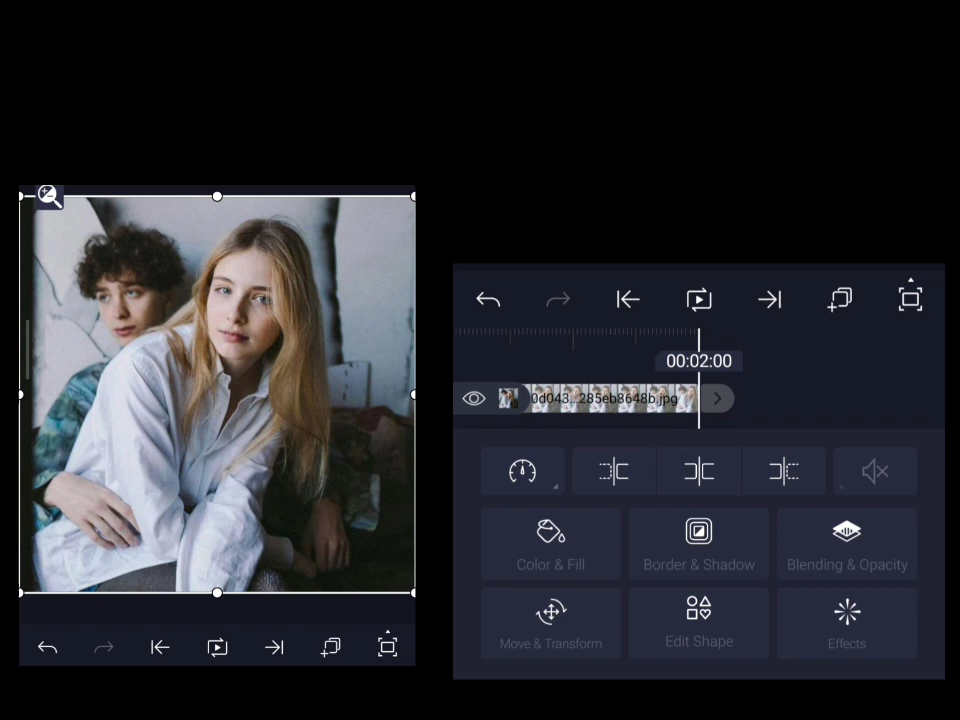 00:02:00
0d043...285eb8648b.jpg
Color & Fill
Border & Shadow
Blending & Opacity
Move & Transform
Edit Shape
Effects